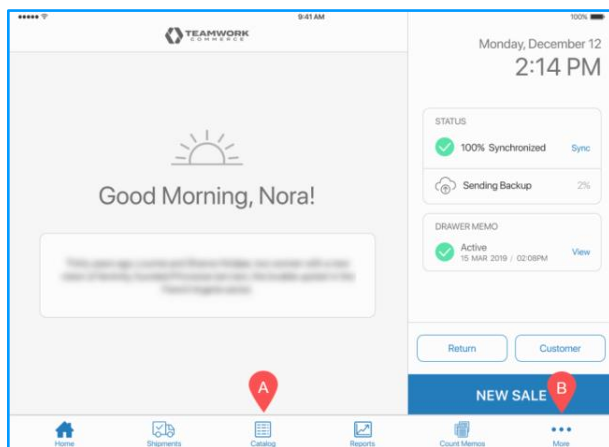 9:41 AM
100%
TEAMWORK
COMMERCE
Monday, December 12
2:14 PM
STATUS
100% Synchronized Sync
Sending Backup 2%
Good Morning, Nora!
DRAWER MEMO
Active
15 MAR 2019 / 02:08PM View
Return Customer
A
B
NEW SALE
Home Shipments Catalog Reports Count Memos More